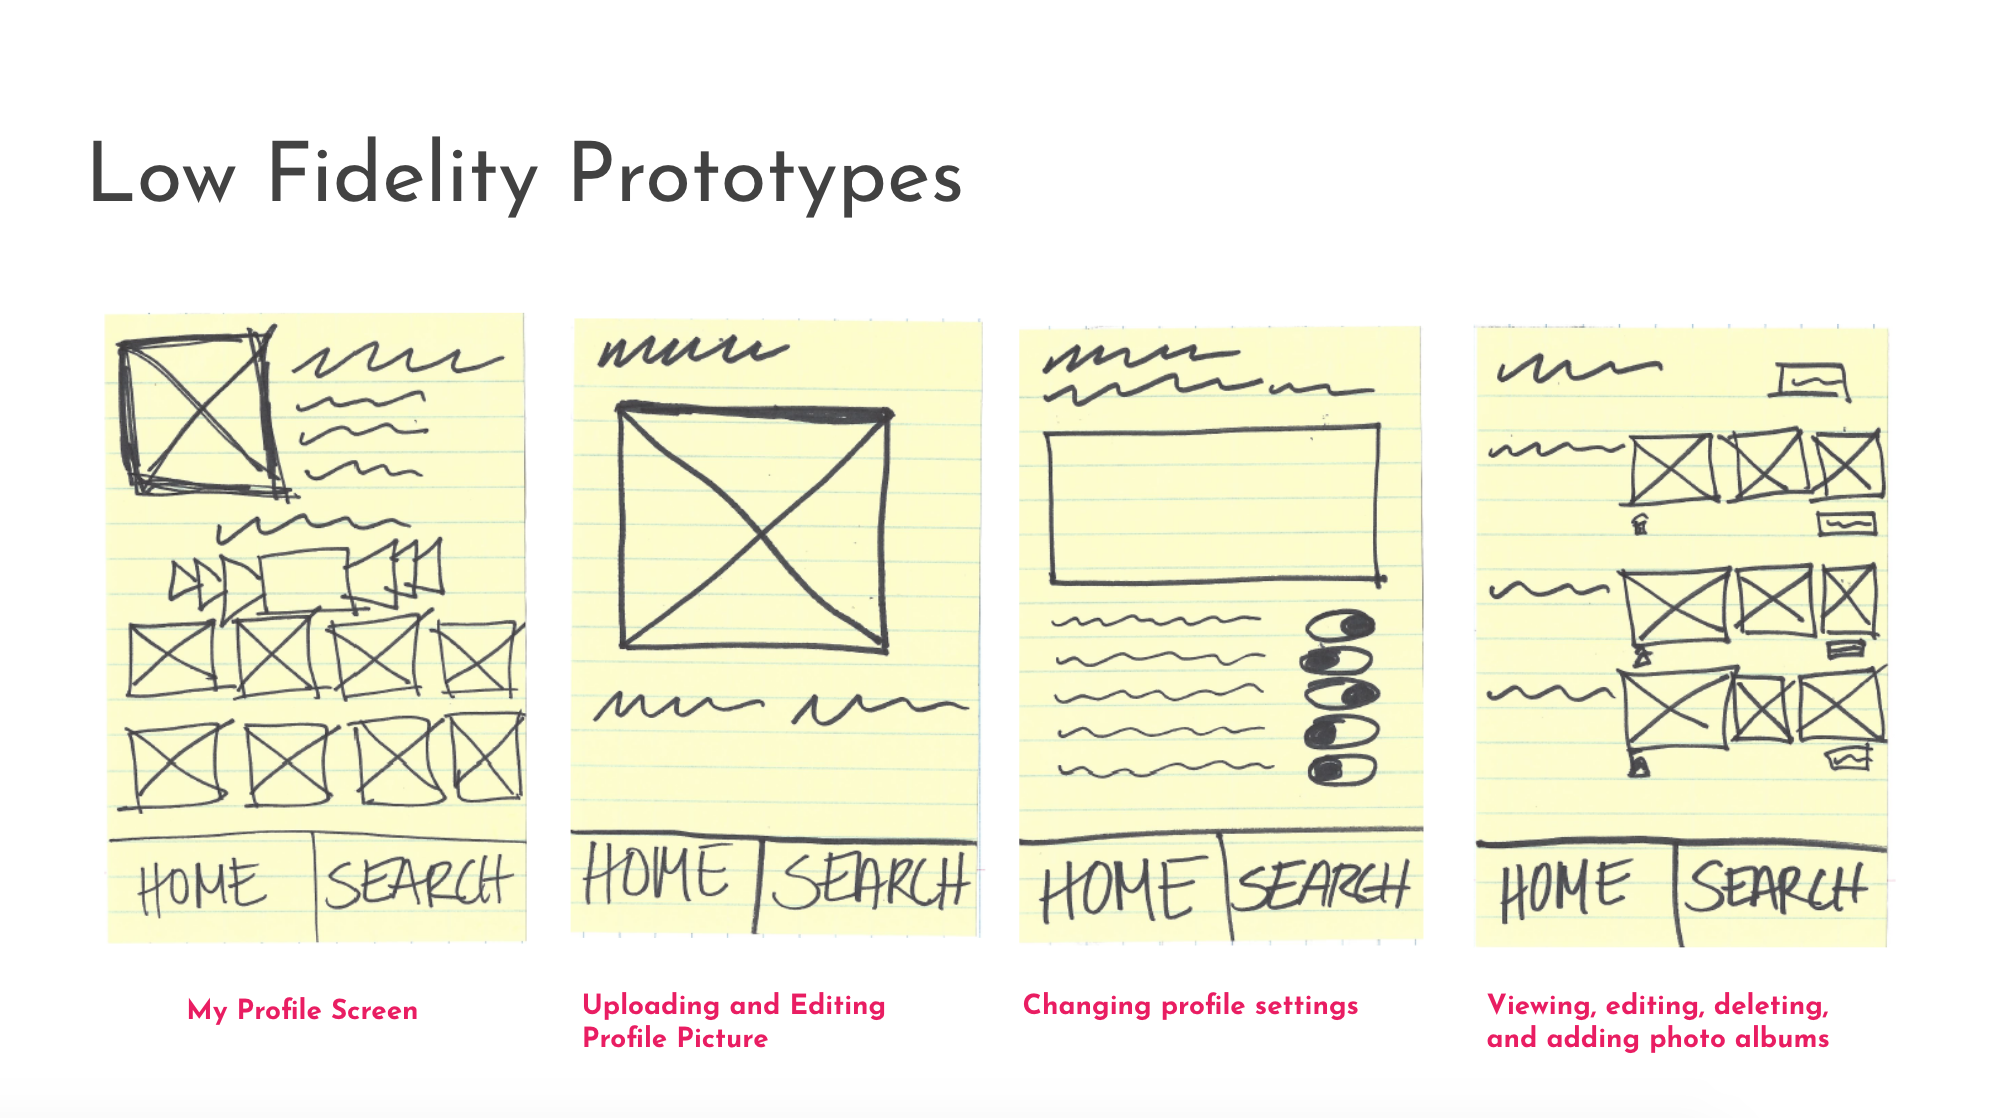 Low Fidelity Prototypes
HOME SEARCH
HOME SEARCH
HOME SEARCH
HOME SEARCH
My Profile Screen
Uploading and Editing
Profile Picture
Changing profile settings
Viewing, editing, deleting,
and adding photo albums